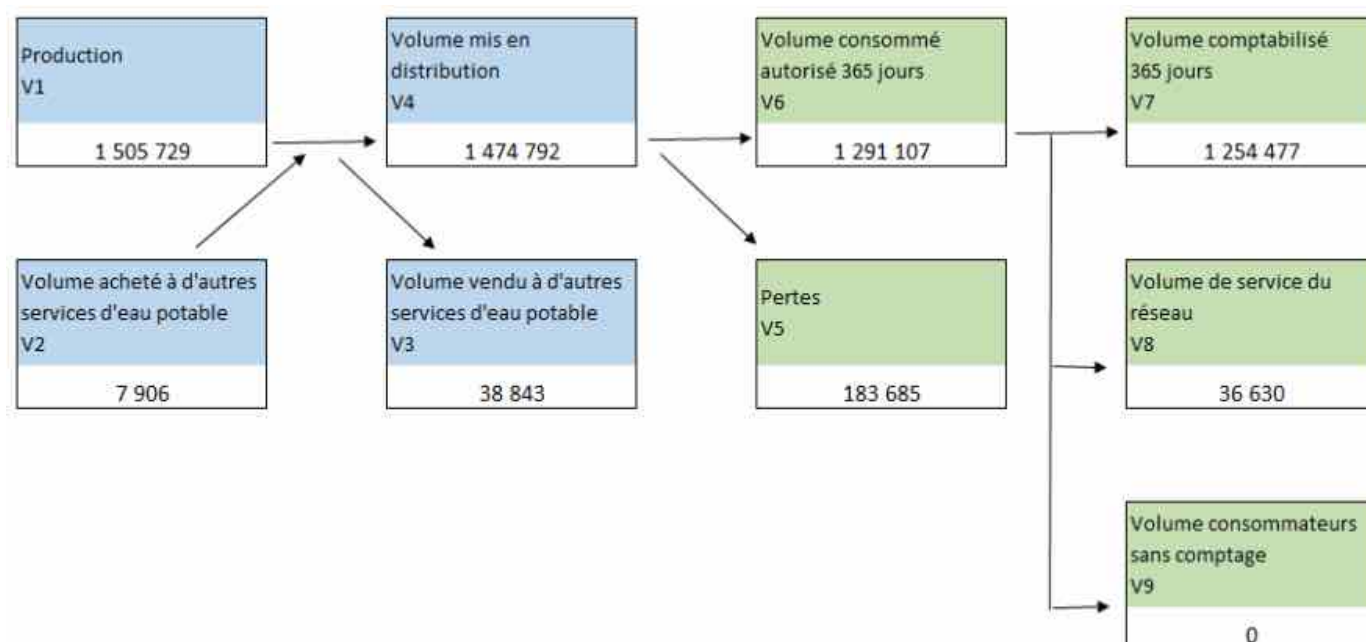 Production
V1
1 505 729
Volume mis en
distribution
V4
1 474 792
Volume consommé
autorisé 365 jours
V6
1 291 107
Volume comptabilisé
365 jours
V7
1 254 477
Volume acheté à d'autres
services d'eau potable
V2
7 906
Volume vendu à d'autres
services d'eau potable
V3
38 843
Pertes
V5
183 685
Volume de service du
réseau
V8
36 630
Volume consommateurs
sans comptage
V9
0